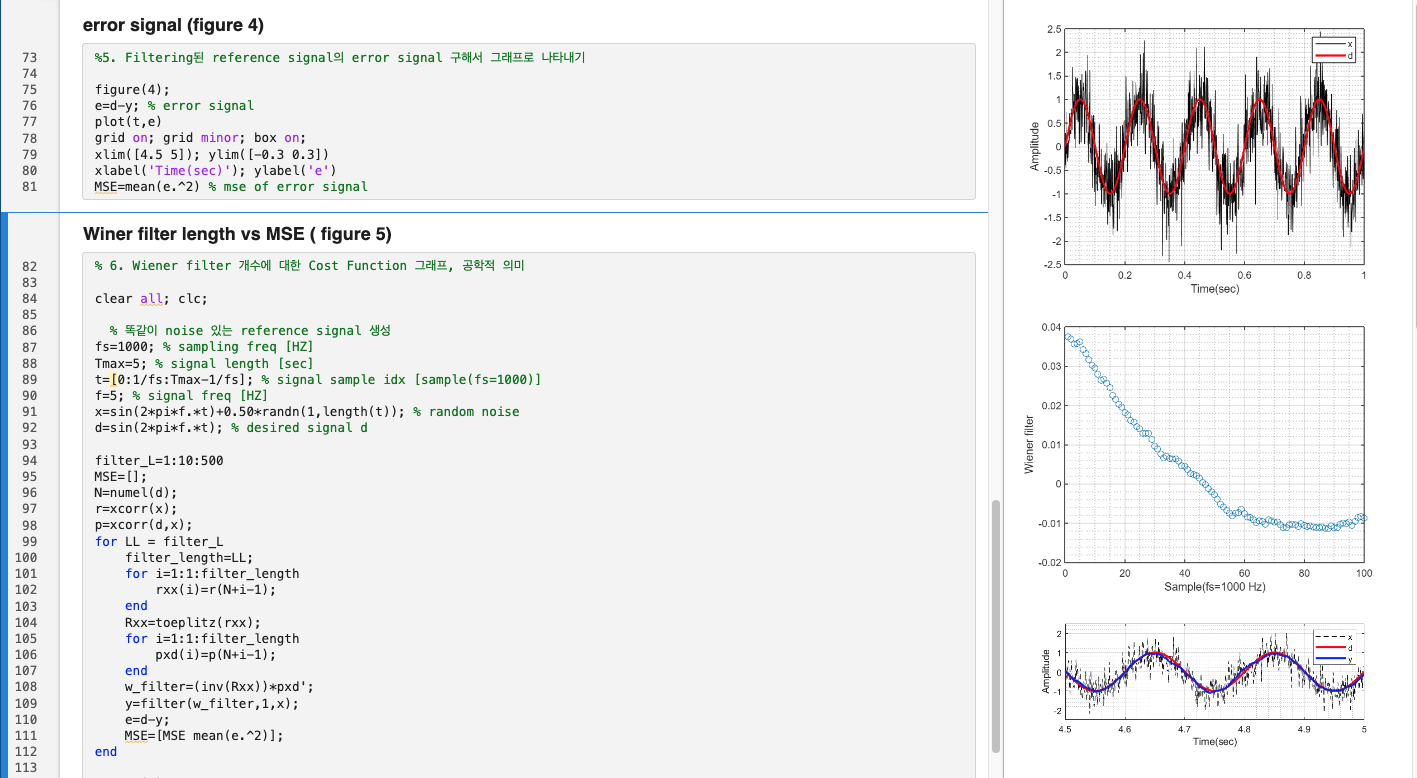 error signal (figure 4)
73 %5. Filtering된 reference signal의 error signal 구해서 그래프로 나타내기
74
75 figure(4);
76 e=d-y; % error signal
77 plot(t,e)
78 grid on; grid minor; box on;
79 xlim([4.5 5]); ylim([-0.3 0.3])
80 xlabel('Time(sec)'); ylabel('e')
81 MSE=mean(e.^2) % mse of error signal
Winer filter length vs MSE ( figure 5)
82 % 6. Wiener filter 개수에 대한 Cost Function 그래프, 공학적 의미
83
84 clear all; clc;
85
86 % 똑같이 noise 있는 reference signal 생성
87 fs=1000; % sampling freq [HZ]
88 Tmax=5; % signal length [sec]
89 t=[0:1/fs:Tmax-1/fs]; % signal sample idx [sample(fs=1000)]
90 f=5; % signal freq [HZ]
91 x=sin(2*pi*f.*t)+0.50*randn(1,length(t)); % random noise
92 d=sin(2*pi*f.*t); % desired signal d
93
94 filter_L=1:10:500
95 MSE=[];
96 N=numel(d);
97 r=xcorr(x);
98 p=xcorr(d,x);
99 for LL = filter_L
100 filter_length=LL;
101 for i=1:1:filter_length
102 rxx(i)=r(N+i-1);
103 end
104 Rxx=toeplitz(rxx);
105 for i=1:1:filter_length
106 pxd(i)=p(N+i-1);
107 end
108 w_filter=(inv(Rxx))*pxd';
109 y=filter(w_filter,1,x);
110 e=d-y;
111 MSE=[MSE mean(e.^2)];
112 end
113
2.5
2
1.5
1
0.5
0
-0.5
-1
-1.5
-2
-2.5
Amplitude
x
d
0 0.2 0.4 0.6 0.8 1
Time(sec)
0.04
0.03
0.02
0.01
0
-0.01
-0.02
Wiener filter
0 20 40 60 80 100
Sample(fs=1000 Hz)
2
1
0
-1
-2
Amplitude
x
d
y
4.5 4.6 4.7 4.8 4.9 5
Time(sec)